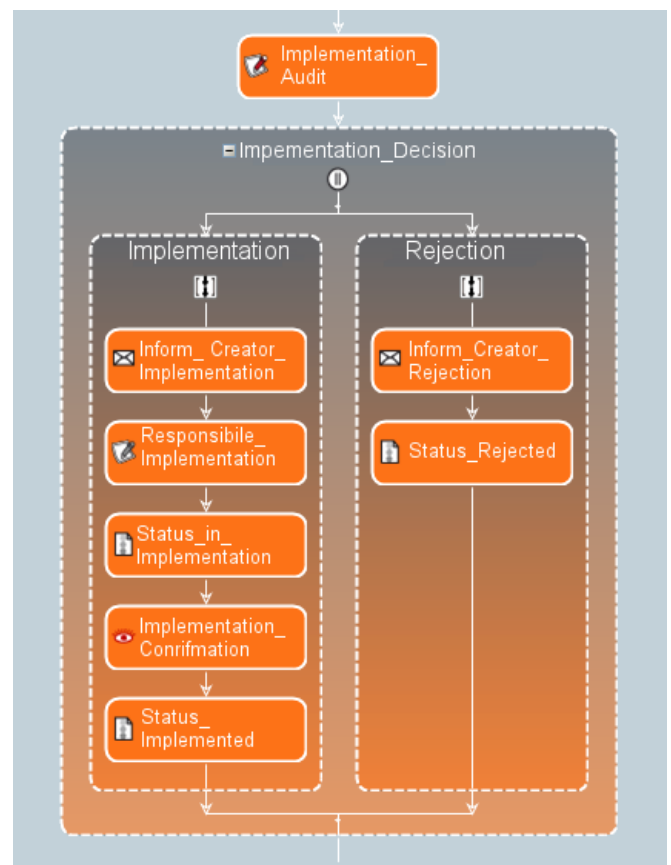 Implementation_
Audit
Impementation_Decision
Implementation
Inform_ Creator_
Implementation
Responsibile_
Implementation
Status_in_
Implementation
Implementation_
Conrifmation
Status_
Implemented
Rejection
Inform_Creator_
Rejection
Status_Rejected